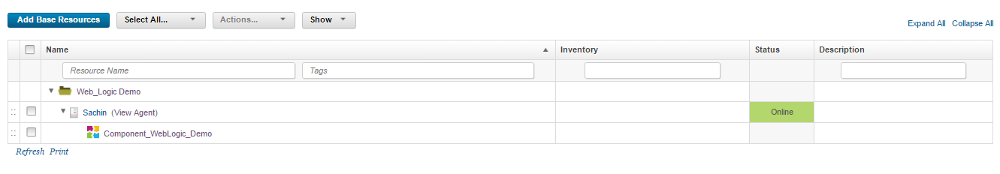 Add Base Resources Select All... Actions... Show
Expand All Collapse All
Name Inventory Status Description
Resource Name Tags
Web_Logic Demo
:: Sachin (View Agent) Online
:: Component_WebLogic_Demo
Refresh Print